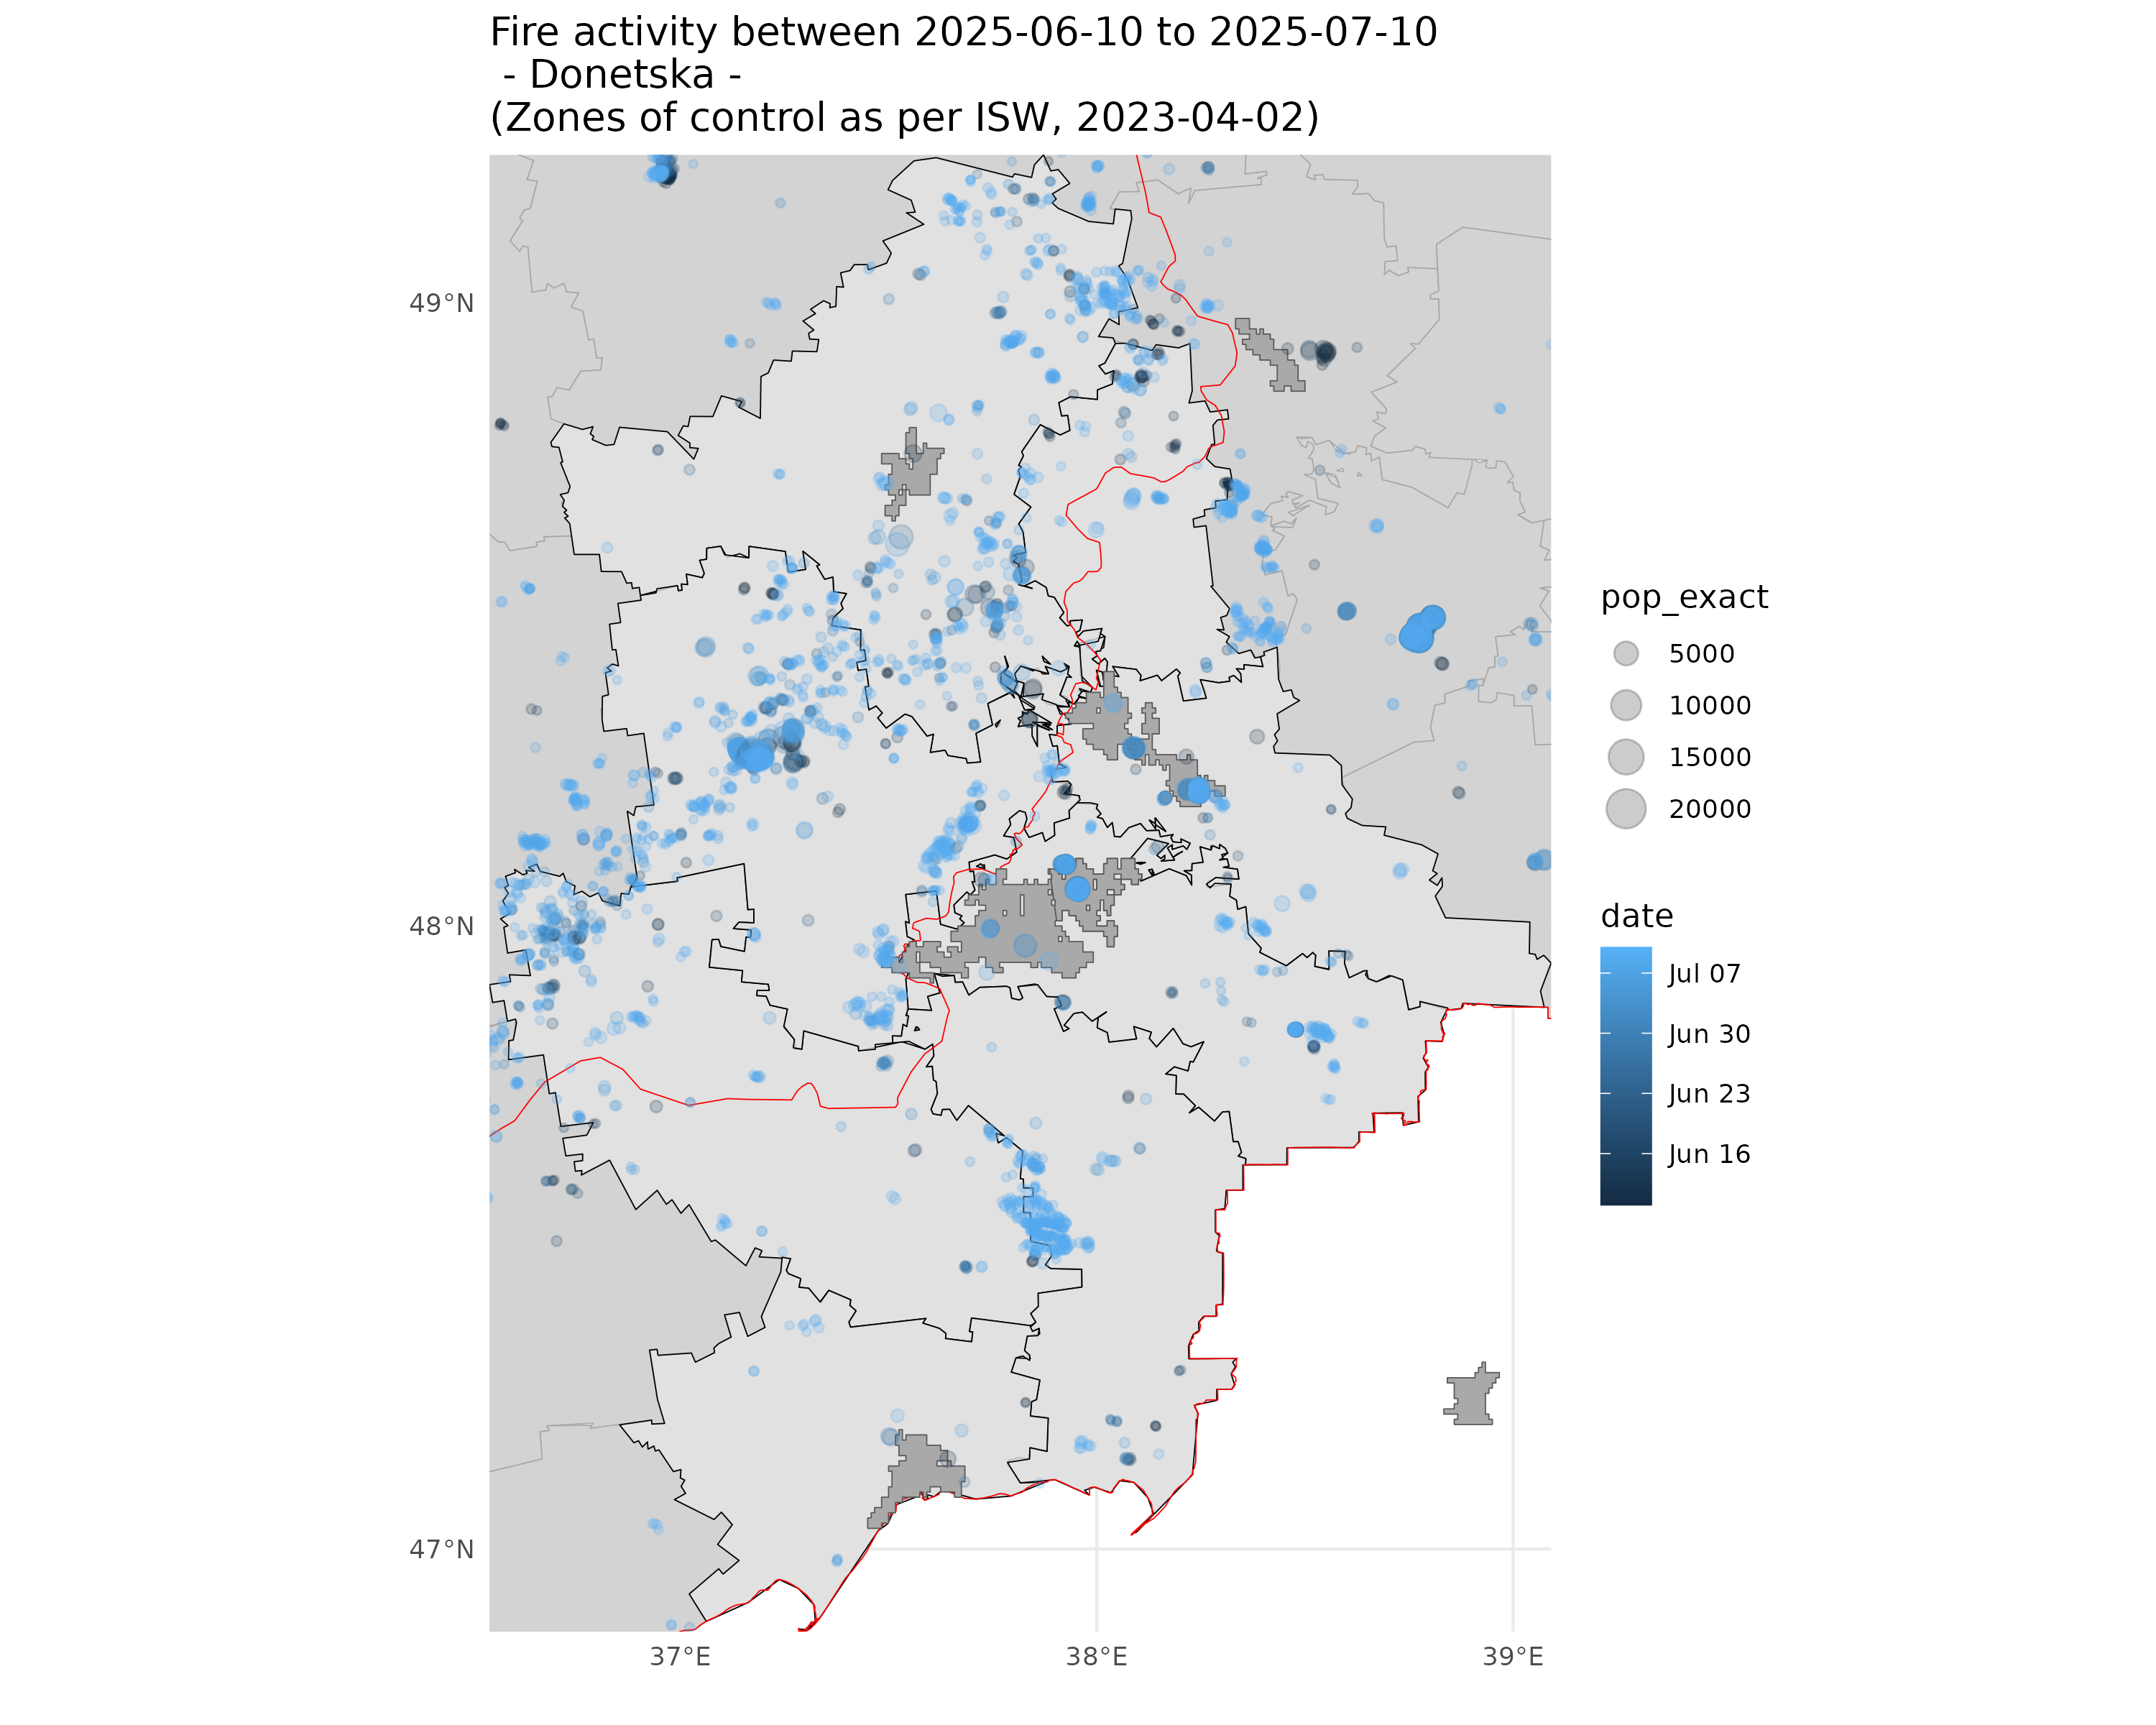 Fire activity between 2025-06-10 to 2025-07-10
- Donetska -
(Zones of control as per ISW, 2023-04-02)
49°N
48°N
47°N
37°E
38°E
39°E
pop_exact
5000
10000
15000
20000
date
Jul 07
Jun 30
Jun 23
Jun 16